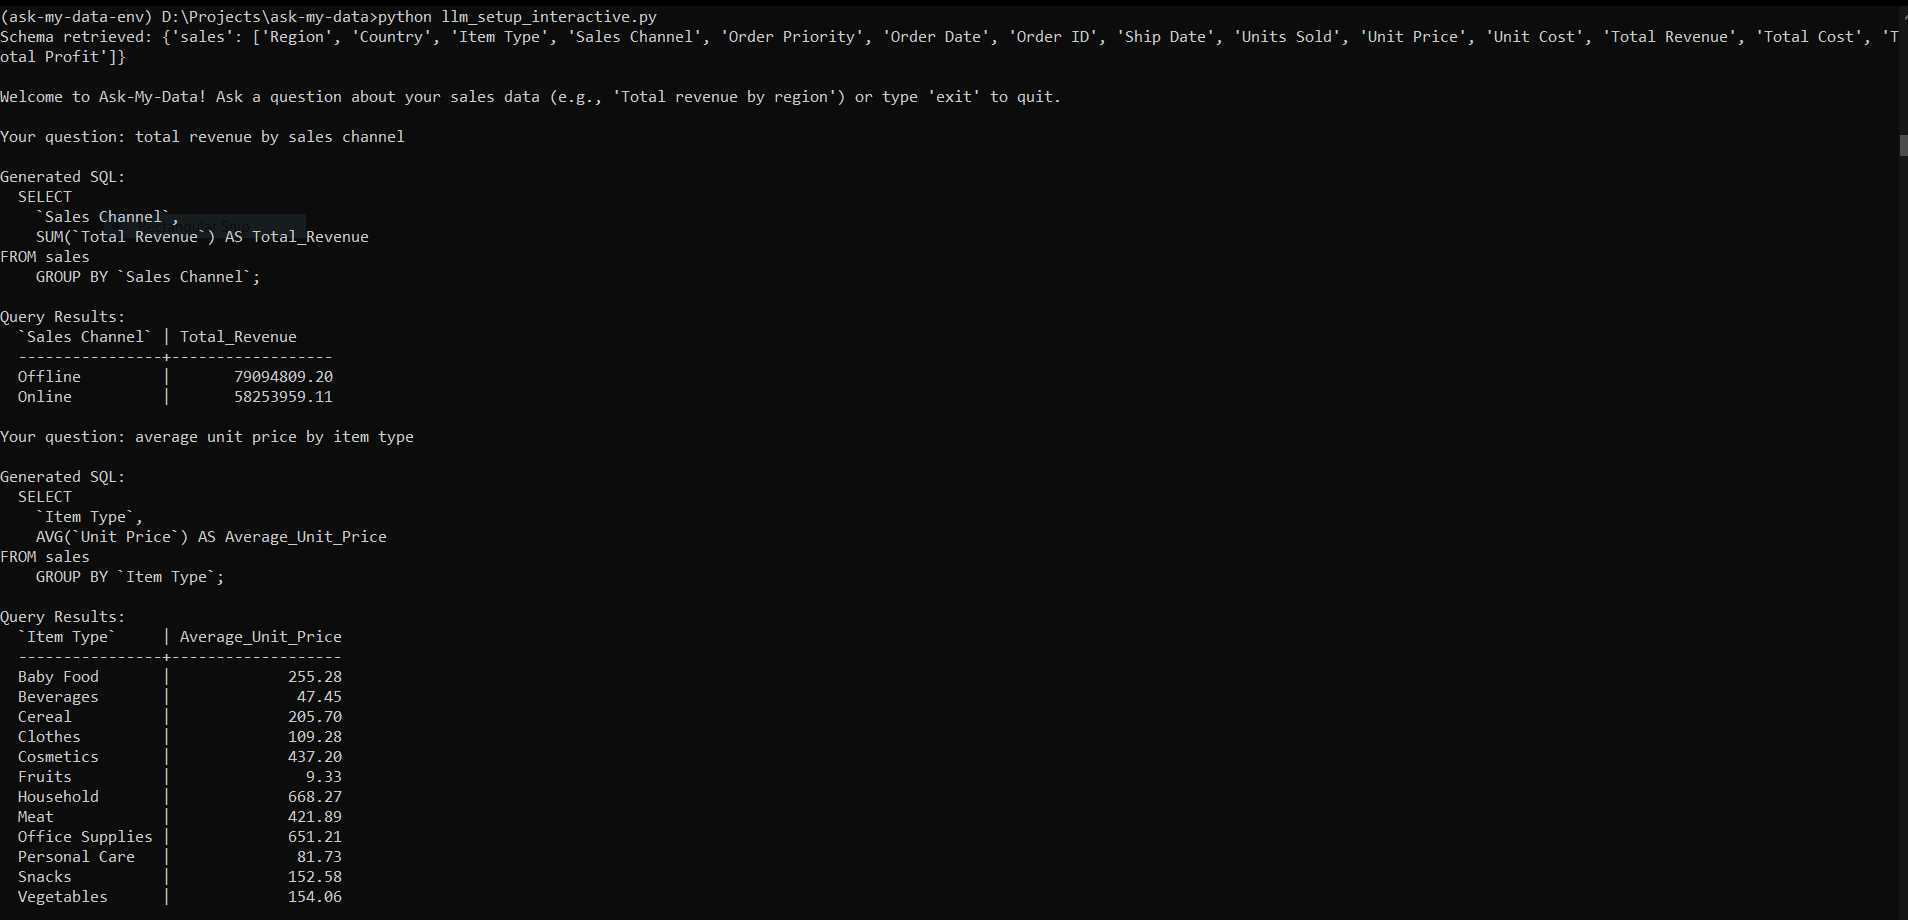 (ask-my-data-env) D:\Projects\ask-my-data>python llm_setup_interactive.py
Schema retrieved: {'sales': ['Region', 'Country', 'Item Type', 'Sales Channel', 'Order Priority', 'Order Date', 'Order ID', 'Ship Date', 'Units Sold', 'Unit Price', 'Unit Cost', 'Total Revenue', 'Total Cost', 'T
otal Profit']}
Welcome to Ask-My-Data! Ask a question about your sales data (e.g., 'Total revenue by region') or type 'exit' to quit.
Your question: total revenue by sales channel
Generated SQL:
  SELECT
    `Sales Channel`,
    SUM(`Total Revenue`) AS Total_Revenue
FROM sales
    GROUP BY `Sales Channel`;
Query Results:
  `Sales Channel` | Total_Revenue
  ----------------+------------------
  Offline         |       79094809.20
  Online          |       58253959.11
Your question: average unit price by item type
Generated SQL:
  SELECT
    `Item Type`,
    AVG(`Unit Price`) AS Average_Unit_Price
FROM sales
    GROUP BY `Item Type`;
Query Results:
  `Item Type`     | Average_Unit_Price
  ----------------+-------------------
  Baby Food       |             255.28
  Beverages       |              47.45
  Cereal          |             205.70
  Clothes         |             109.28
  Cosmetics       |             437.20
  Fruits          |               9.33
  Household       |             668.27
  Meat            |             421.89
  Office Supplies |             651.21
  Personal Care   |              81.73
  Snacks          |             152.58
  Vegetables      |             154.06